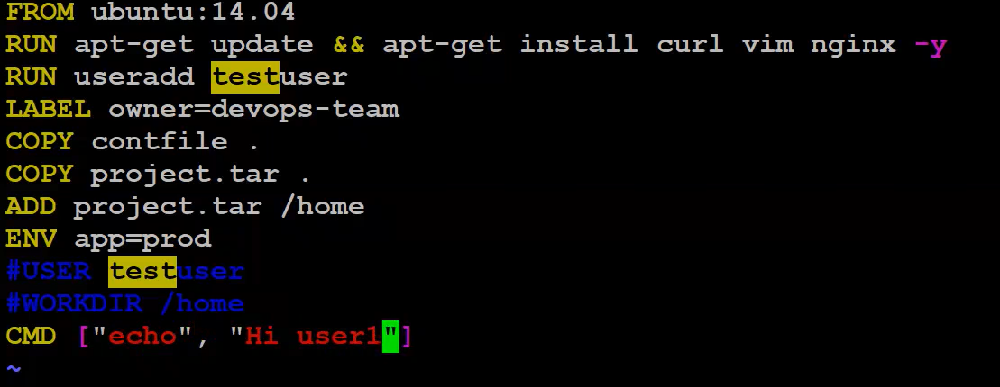 FROM ubuntu:14.04
RUN apt-get update && apt-get install curl vim nginx -y
RUN useradd testuser
LABEL owner=devops-team
COPY contfile .
COPY project.tar .
ADD project.tar /home
ENV app=prod
#USER testuser
#WORKDIR /home
CMD ["echo", "Hi user1"]
~